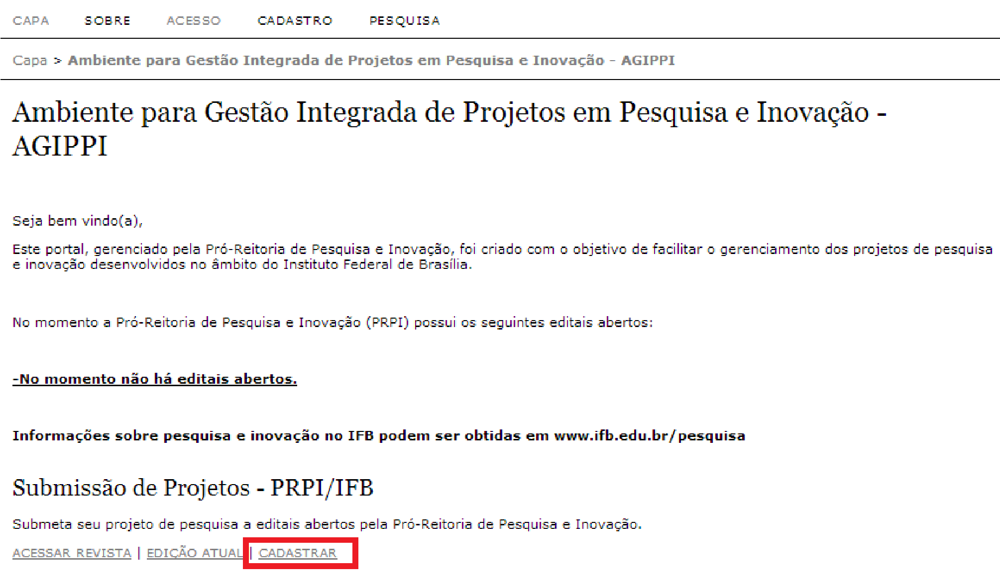 CAPA SOBRE ACESSO CADASTRO PESQUISA
Capa > Ambiente para Gestão Integrada de Projetos em Pesquisa e Inovação - AGIPPI
Ambiente para Gestão Integrada de Projetos em Pesquisa e Inovação -
AGIPPI
Seja bem vindo(a),
Este portal, gerenciado pela Pró-Reitoria de Pesquisa e Inovação, foi criado com o objetivo de facilitar o gerenciamento dos projetos de pesquisa
e inovação desenvolvidos no âmbito do Instituto Federal de Brasília.
No momento a Pró-Reitoria de Pesquisa e Inovação (PRPI) possui os seguintes editais abertos:
-No momento não há editais abertos.
Informações sobre pesquisa e inovação no IFB podem ser obtidas em www.ifb.edu.br/pesquisa
Submissão de Projetos - PRPI/IFB
Submeta seu projeto de pesquisa a editais abertos pela Pró-Reitoria de Pesquisa e Inovação.
ACESSAR REVISTA | EDIÇÃO ATUAL | CADASTRAR